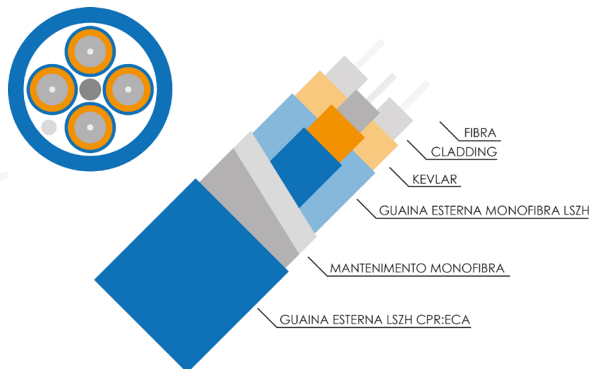 FIBRA
CLADDING
KEVLAR
GUAINA ESTERNA MONOFIBRA LSZH
MANTENIMENTO MONOFIBRA
GUAINA ESTERNA LSZH CPR:ECA